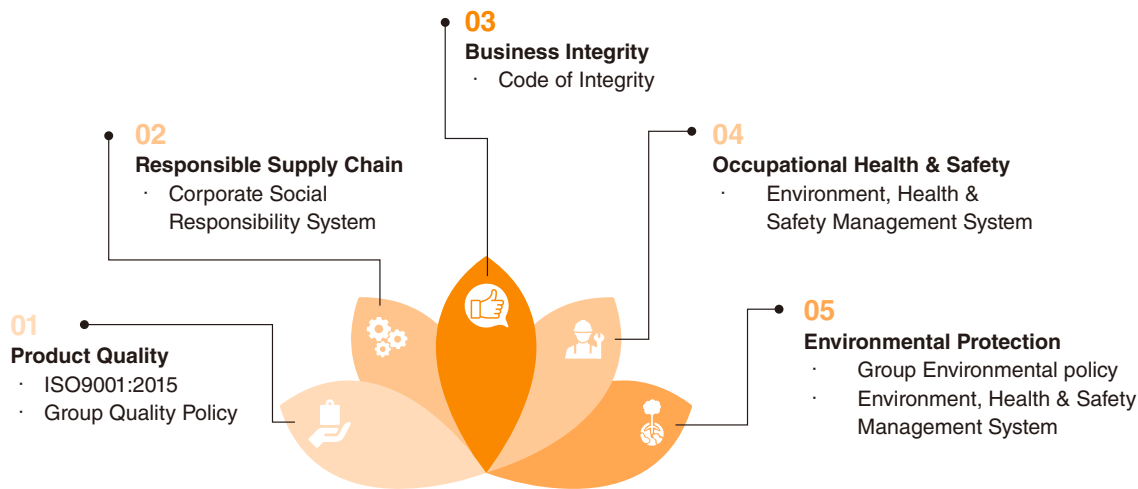 01
Product Quality
· ISO9001:2015
· Group Quality Policy
02
Responsible Supply Chain
· Corporate Social
Responsibility System
03
Business Integrity
· Code of Integrity
04
Occupational Health & Safety
· Environment, Health &
Safety Management System
05
Environmental Protection
· Group Environmental policy
· Environment, Health & Safety
Management System